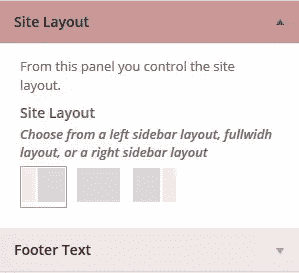 Site Layout
From this panel you control the site
layout.
Site Layout
Choose from a left sidebar layout, fullwidh
layout, or a right sidebar layout
Footer Text